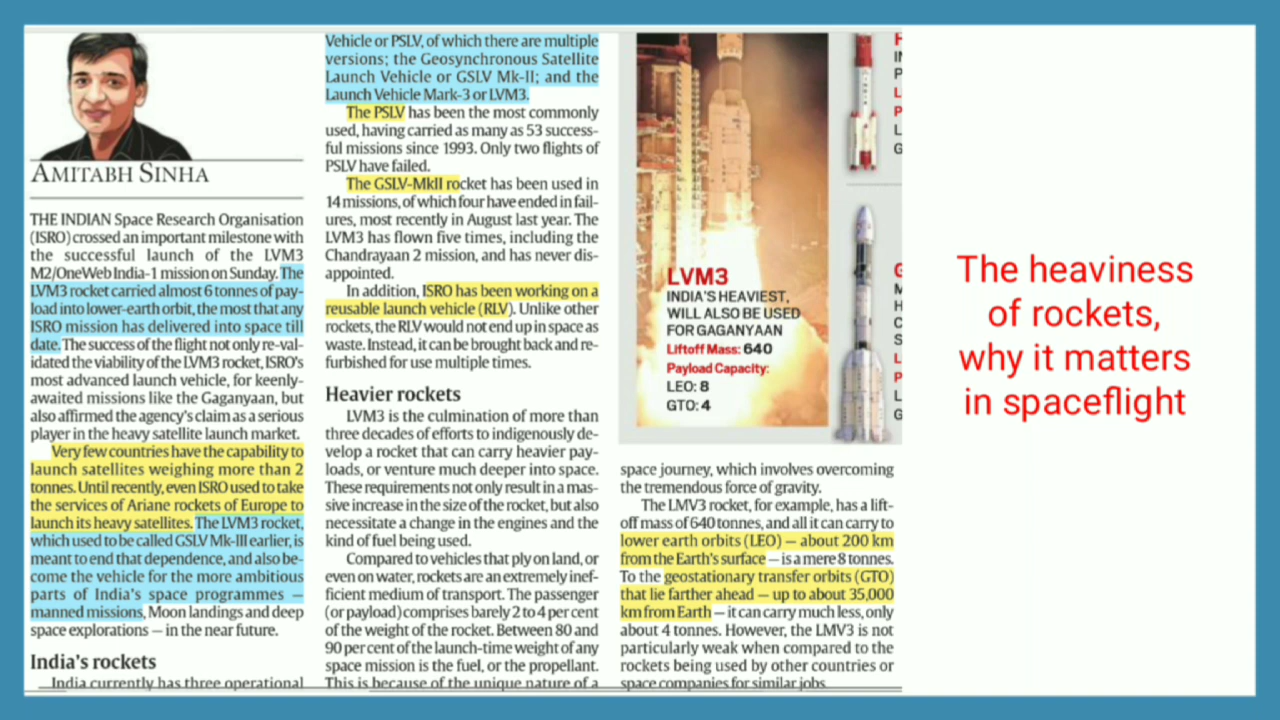 AMITABH SINHA
THE INDIAN Space Research Organisation
(ISRO) crossed an important milestone with
the successful launch of the LVM3
M2/OneWeb India-1 mission on Sunday. The
LVM3 rocket carried almost 6 tonnes of pay-
load into lower-earth orbit, the most that any
ISRO mission has delivered into space till
date. The success of the flight not only re-val-
idated the viability of the LVM3 rocket, ISRO's
most advanced launch vehicle, for keenly-
awaited missions like the Gaganyaan, but
also affirmed the agency's claim as a serious
player in the heavy satellite launch market.
Very few countries have the capability to
launch satellites weighing more than 2
tonnes. Until recently, even ISRO used to take
the services of Ariane rockets of Europe to
launch its heavy satellites. The LVM3 rocket,
which used to be called GSLV Mk-III earlier, is
meant to end that dependence, and also be-
come the vehicle for the more ambitious
parts of India's space programmes —
manned missions, Moon landings and deep
space explorations — in the near future.
India's rockets
India currently has three operational
Vehicle or PSLV, of which there are multiple
versions; the Geosynchronous Satellite
Launch Vehicle or GSLV Mk-II; and the
Launch Vehicle Mark-3 or LVM3.
The PSLV has been the most commonly
used, having carried as many as 53 success-
ful missions since 1993. Only two flights of
PSLV have failed.
The GSLV-MkII rocket has been used in
14 missions, of which four have ended in fail-
ures, most recently in August last year. The
LVM3 has flown five times, including the
Chandrayaan 2 mission, and has never dis-
appointed.
In addition, ISRO has been working on a
reusable launch vehicle (RLV). Unlike other
rockets, the RLV would not end up in space as
waste. Instead, it can be brought back and re-
furbished for use multiple times.
Heavier rockets
LVM3 is the culmination of more than
three decades of efforts to indigenously de-
velop a rocket that can carry heavier pay-
loads, or venture much deeper into space.
These requirements not only result in a mas-
sive increase in the size of the rocket, but also
necessitate a change in the engines and the
kind of fuel being used.
Compared to vehicles that ply on land, or
even on water, rockets are an extremely inef-
ficient medium of transport. The passenger
(or payload) comprises barely 2 to 4 per cent
of the weight of the rocket. Between 80 and
90 per cent of the launch-time weight of any
space mission is the fuel, or the propellant.
This is because of the unique nature of a
LVM3
INDIA'S HEAVIEST,
WILL ALSO BE USED
FOR GAGANYAAN
Liftoff Mass: 640
Payload Capacity:
LEO: 8
GTO: 4
space journey, which involves overcoming
the tremendous force of gravity.
The LMV3 rocket, for example, has a lift-
off mass of 640 tonnes, and all it can carry to
lower earth orbits (LEO) — about 200 km
from the Earth's surface — is a mere 8 tonnes.
To the geostationary transfer orbits (GTO)
that lie farther ahead — up to about 35,000
km from Earth — it can carry much less, only
about 4 tonnes. However, the LMV3 is not
particularly weak when compared to the
rockets being used by other countries or
space companies for similar jobs.
The heaviness
of rockets,
why it matters
in spaceflight